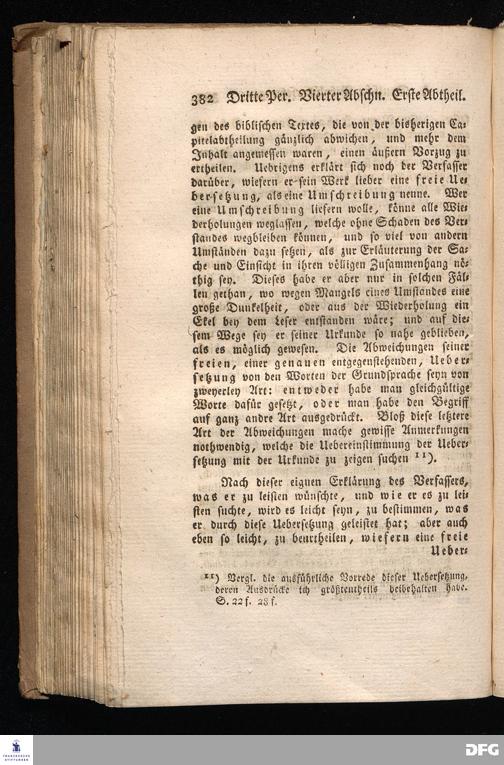 382 Dritte Per. Vierter Abschn. Erste Abtheil.
gen des biblischen Textes, die von der bisherigen Ca-
pitelabtheilung gänzlich abwichen, und mehr dem
Inhalt angemessen waren, einen äußern Vorzug zu
ertheilen. Uebrigens erklärt sich noch der Verfasser
darüber, wiefern er sein Werk lieber eine freie Ue-
bersetzung, als eine Umschreibung nenne. Wer
eine Umschreibung liefern wolle, könne alle Wie-
derholungen weglassen, welche ohne Schaden des Ver-
standes wegbleiben können, und so viel von andern
Umständen dazu setzen, als zur Erläuterung der Sa-
che und Einsicht in ihren völligen Zusammenhang nö-
thig sey. Dieses habe er aber nur in solchen Fäl-
len gethan, wo wegen Mangels eines Umstandes eine
große Dunkelheit, oder aus der Wiederholung ein
Ekel bey dem Leser entstanden wäre; und auf die-
sem Wege sey er seiner Urkunde so nahe geblieben,
als es möglich gewesen. Die Abweichungen seiner
freien, einer genauen entgegenstehenden, Ueber-
setzung von den Worten der Grundsprache seyn von
zweyerley Art: entweder habe man gleichgültige
Worte dafür gesetzt, oder man habe den Begriff
auf ganz andre Art ausgedrückt. Bloß diese letztere
Art der Abweichungen mache gewisse Anmerkungen
nothwendig, welche die Uebereinstimmung der Ueber-
setzung mit der Urkunde zu zeigen suchen 11).
Nach dieser eignen Erklärung des Verfassers,
was er zu leisten wünschte, und wie er es zu lei-
sten suchte, wird es leicht seyn, zu bestimmen, was
er durch diese Uebersetzung geleistet hat; aber auch
eben so leicht, zu beurtheilen, wiefern eine freie
Ueber-
11) Vergl. die ausführliche Vorrede dieser Uebersetzung,
deren Ausdrücke ich größtentheils beibehalten habe.
S. 22 f. 28 f.
FRANCKESCHE
STIFTUNGEN
DFG